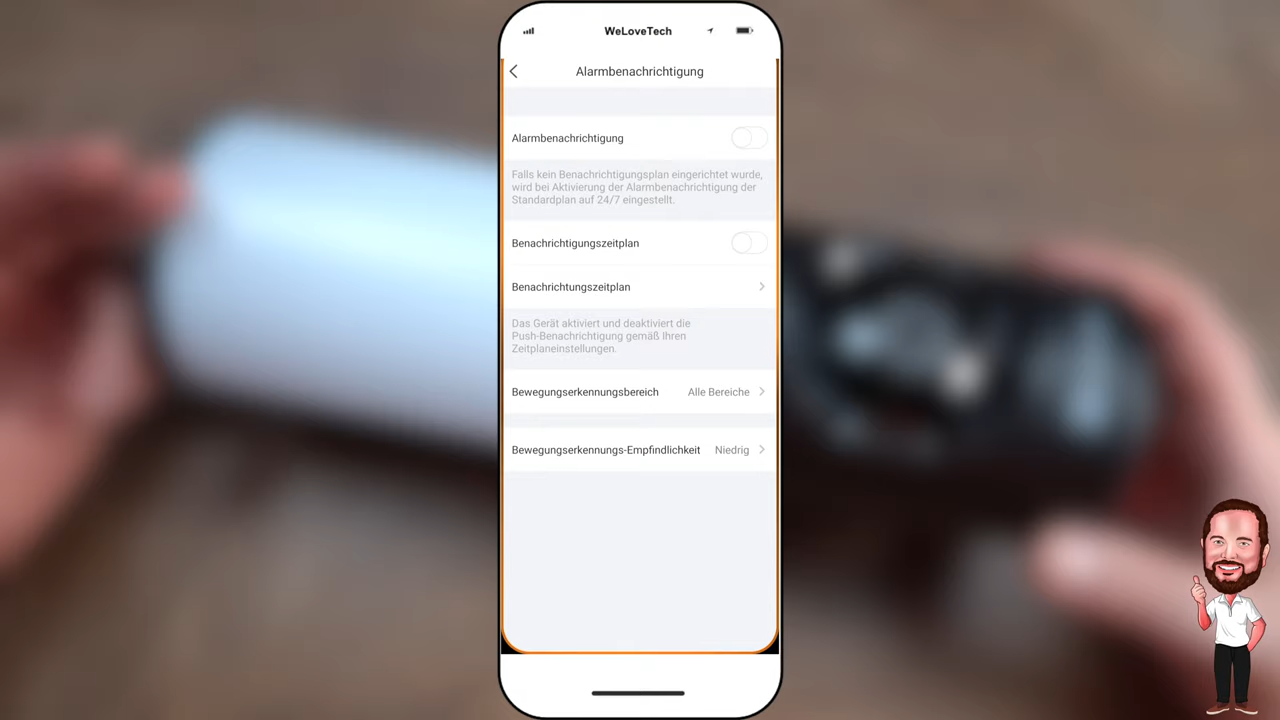 WeLoveTech
Alarmbenachrichtigung
Alarmbenachrichtigung
Falls kein Benachrichtigungsplan eingerichtet wurde,
wird bei Aktivierung der Alarmbenachrichtigung der
Standardplan auf 24/7 eingestellt.
Benachrichtigungszeitplan
Benachrichtungszeitplan
Das Gerät aktiviert und deaktiviert die
Push-Benachrichtigung gemäß Ihren
Zeitplaneinstellungen.
Bewegungserkennungsbereich Alle Bereiche
Bewegungserkennungs-Empfindlichkeit Niedrig